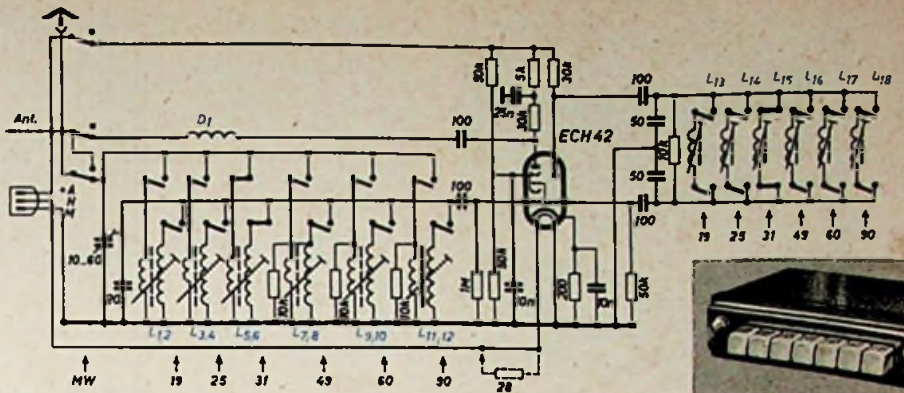 50k 5k 30k
25n
30k
100
L13 L14 L15 L16 L17 L18
Ant.
D1
100
ECH42
50
10k
50
100
100
19 25 31 49 60 90
A
H
M
10...60
20
10k
10k
10k
1M
30k
10n
200
10n
50k
L1,2 L3,4 L5,6 L7,8 L9,10 L11,12
MW 19 25 31 49 60 90
28